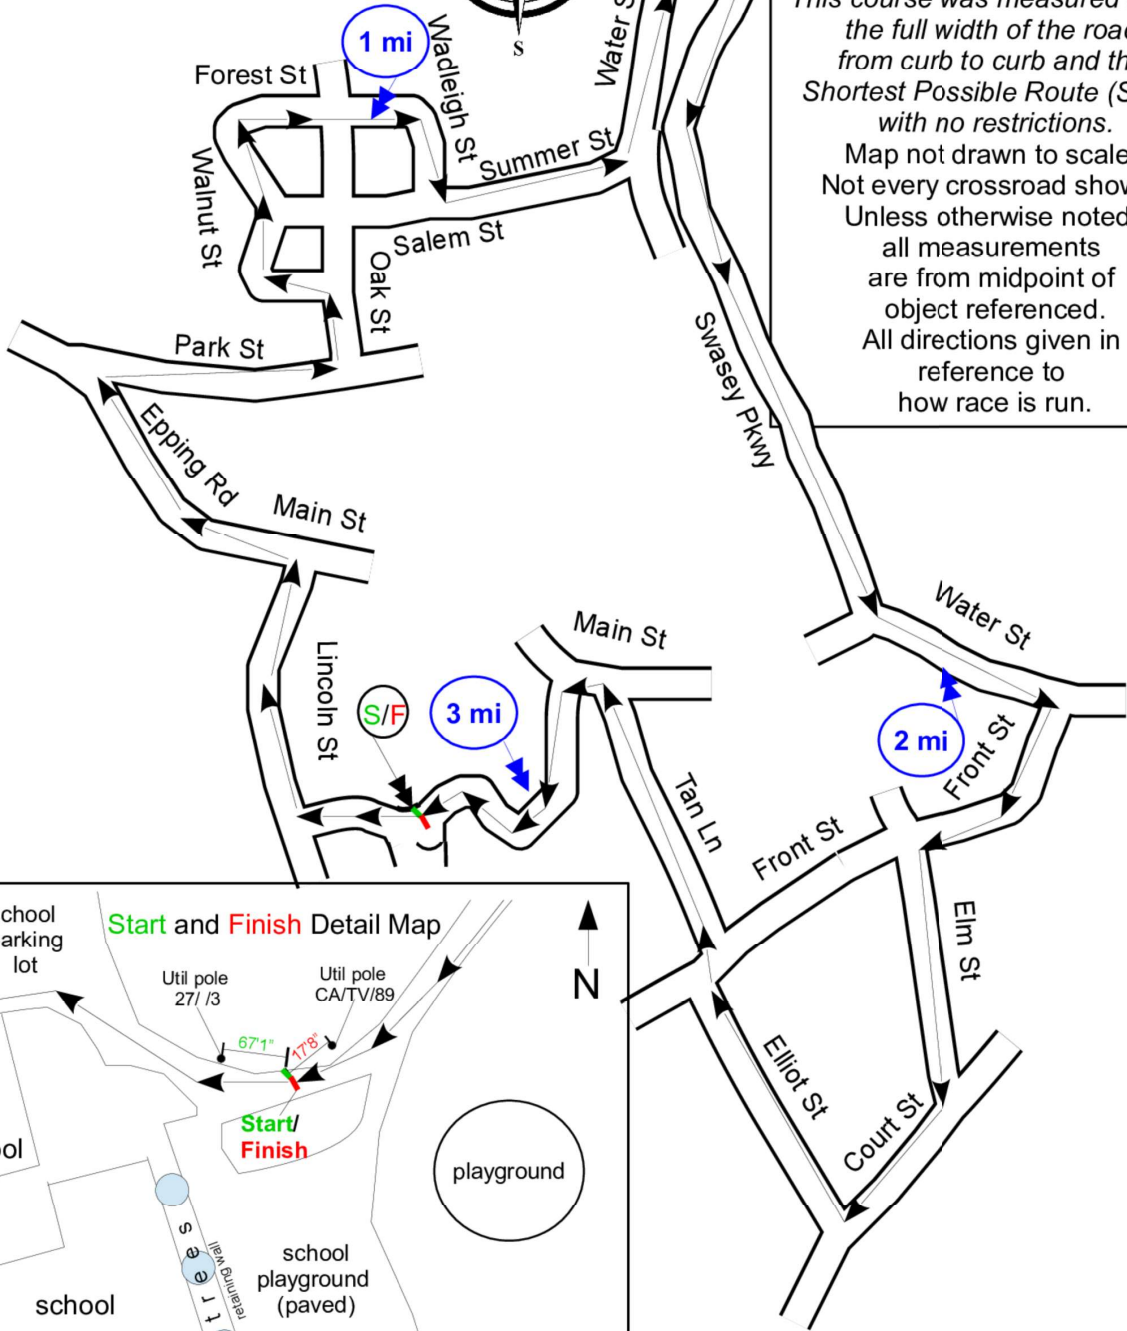 This course was measured
the full width of the road
from curb to curb and th
Shortest Possible Route (S
with no restrictions.
Map not drawn to scale
Not every crossroad show
Unless otherwise noted
all measurements
are from midpoint of
object referenced.
All directions given in
reference to
how race is run.
S
1 mi
Forest St
Wadleigh St
Water S
Walnut St
Summer St
Salem St
Oak St
Park St
Epping Rd
Main St
Swasey Pkwy
Lincoln St
S/F
3 mi
Main St
Water St
2 mi
Front St
Tan Ln
Front St
Elm St
Elliot St
Court St
Start and Finish Detail Map
chool
arking
lot
Util pole
27/ /3
Util pole
CA/TV/89
67'1"
17'8"
N
Start/
Finish
ool
playground
trees
retaining wall
school
playground
(paved)
school